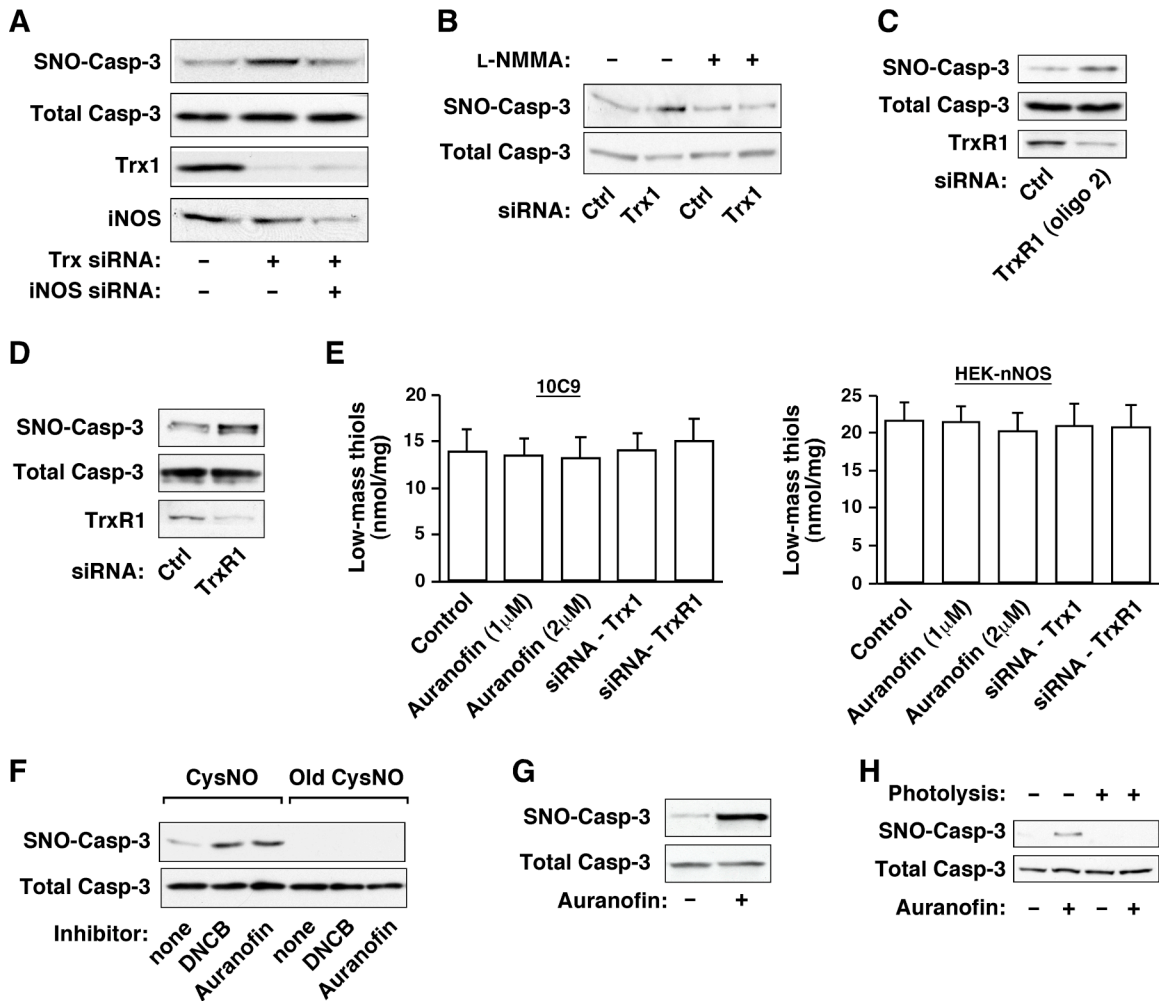 A
SNO-Casp-3
Total Casp-3
Trx1
iNOS
Trx siRNA: – + +
iNOS siRNA: – – +
B
L-NMMA: – – + +
SNO-Casp-3
Total Casp-3
siRNA: Ctrl Trx1 Ctrl Trx1
C
SNO-Casp-3
Total Casp-3
TrxR1
siRNA: Ctrl TrxR1 (oligo 2)
D
SNO-Casp-3
Total Casp-3
TrxR1
siRNA: Ctrl TrxR1
E
10C9
Low-mass thiols
(nmol/mg)
20
15
10
5
0
Control
Auranofin (1μM)
Auranofin (2μM)
siRNA - Trx1
siRNA- TrxR1
HEK-nNOS
Low-mass thiols
(nmol/mg)
25
20
15
10
5
0
Control
Auranofin (1μM)
Auranofin (2μM)
siRNA - Trx1
siRNA - TrxR1
F
CysNO Old CysNO
SNO-Casp-3
Total Casp-3
Inhibitor: none DNCB Auranofin none DNCB Auranofin
G
SNO-Casp-3
Total Casp-3
Auranofin: – +
H
Photolysis: – – + +
SNO-Casp-3
Total Casp-3
Auranofin: – + – +